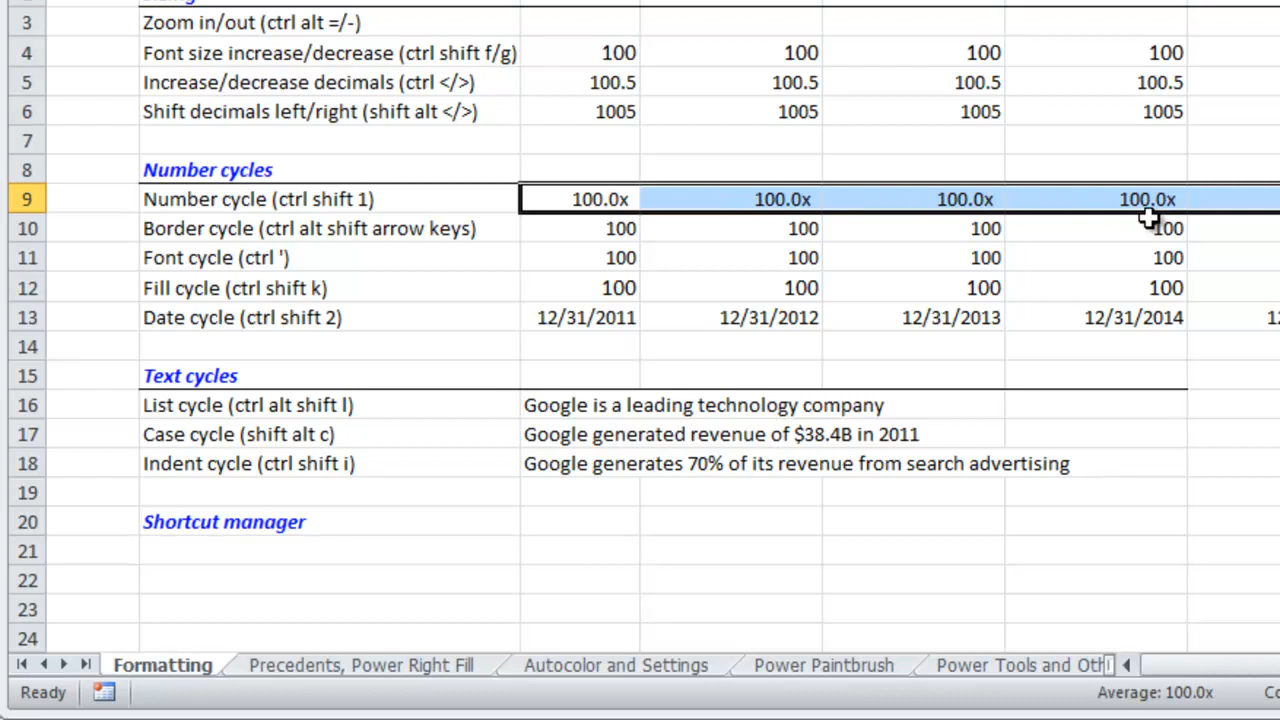 3 Zoom in/out (ctrl alt =/-)
4 Font size increase/decrease (ctrl shift f/g) 100 100 100 100
5 Increase/decrease decimals (ctrl </>) 100.5 100.5 100.5 100.5
6 Shift decimals left/right (shift alt </>) 1005 1005 1005 1005
7
8 Number cycles
9 Number cycle (ctrl shift 1) 100.0x 100.0x 100.0x 100.0x
10 Border cycle (ctrl alt shift arrow keys) 100 100 100 100
11 Font cycle (ctrl ') 100 100 100 100
12 Fill cycle (ctrl shift k) 100 100 100 100
13 Date cycle (ctrl shift 2) 12/31/2011 12/31/2012 12/31/2013 12/31/2014 12
14
15 Text cycles
16 List cycle (ctrl alt shift l) Google is a leading technology company
17 Case cycle (shift alt c) Google generated revenue of $38.4B in 2011
18 Indent cycle (ctrl shift i) Google generates 70% of its revenue from search advertising
19
20 Shortcut manager
21
22
23
24
Formatting Precedents, Power Right Fill Autocolor and Settings Power Paintbrush Power Tools and Oth
Ready Average: 100.0x Co